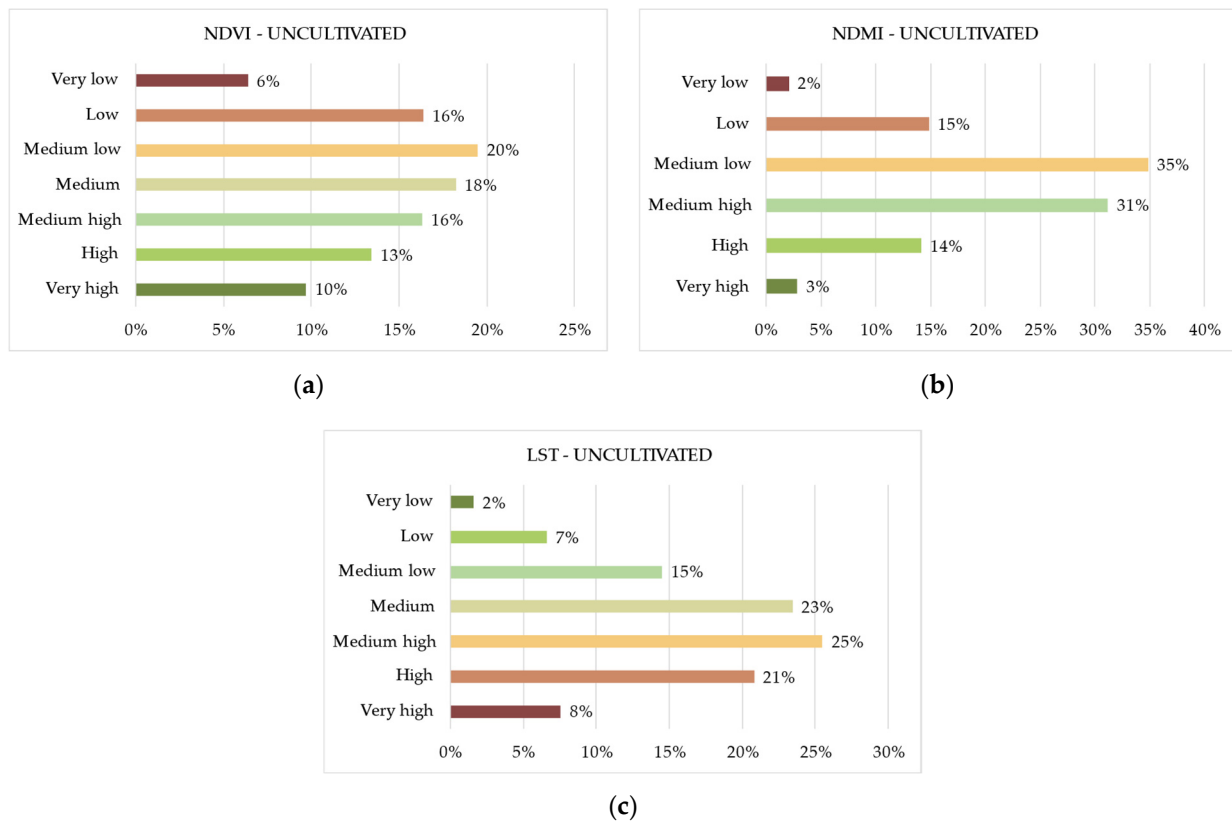 NDVI - UNCULTIVATED
Very low 6%
Low 16%
Medium low 20%
Medium 18%
Medium high 16%
High 13%
Very high 10%
0% 5% 10% 15% 20% 25%
(a)
NDMI - UNCULTIVATED
Very low 2%
Low 15%
Medium low 35%
Medium high 31%
High 14%
Very high 3%
0% 5% 10% 15% 20% 25% 30% 35% 40%
(b)
LST - UNCULTIVATED
Very low 2%
Low 7%
Medium low 15%
Medium 23%
Medium high 25%
High 21%
Very high 8%
0% 5% 10% 15% 20% 25% 30%
(c)